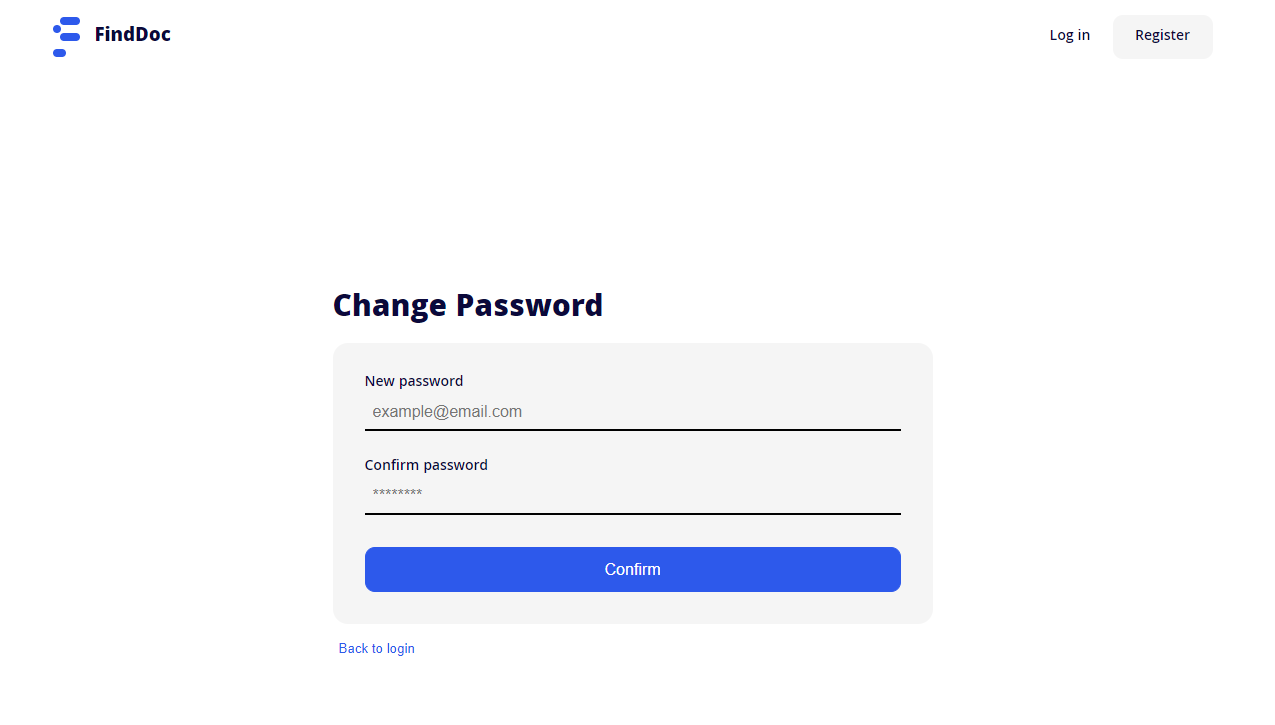 FindDoc
Log in
Register
Change Password
New password
example@email.com
Confirm password
********
Confirm
Back to login